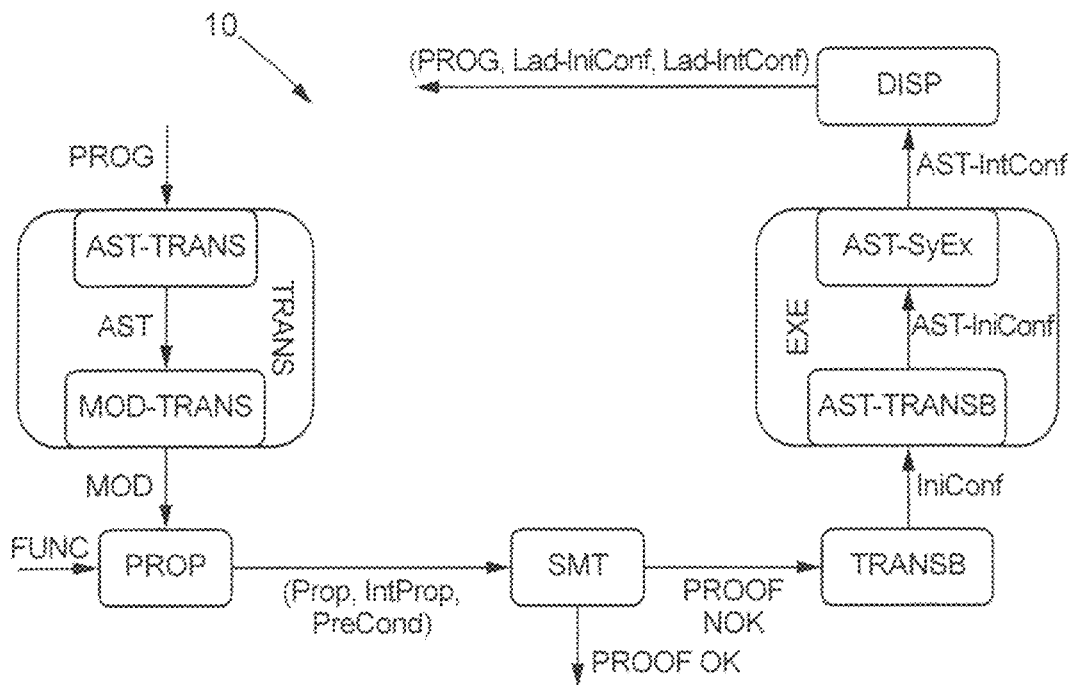 10
(PROG, Lad-IniConf, Lad-IntConf)
DISP
PROG
AST-IntConf
AST-TRANS
AST-SyEx
TRANS
AST
EXE
AST-IniConf
MOD-TRANS
AST-TRANSB
MOD
IniConf
FUNC
PROP
SMT
TRANSB
(Prop, IntProp,
PreCond)
PROOF
NOK
PROOF OK